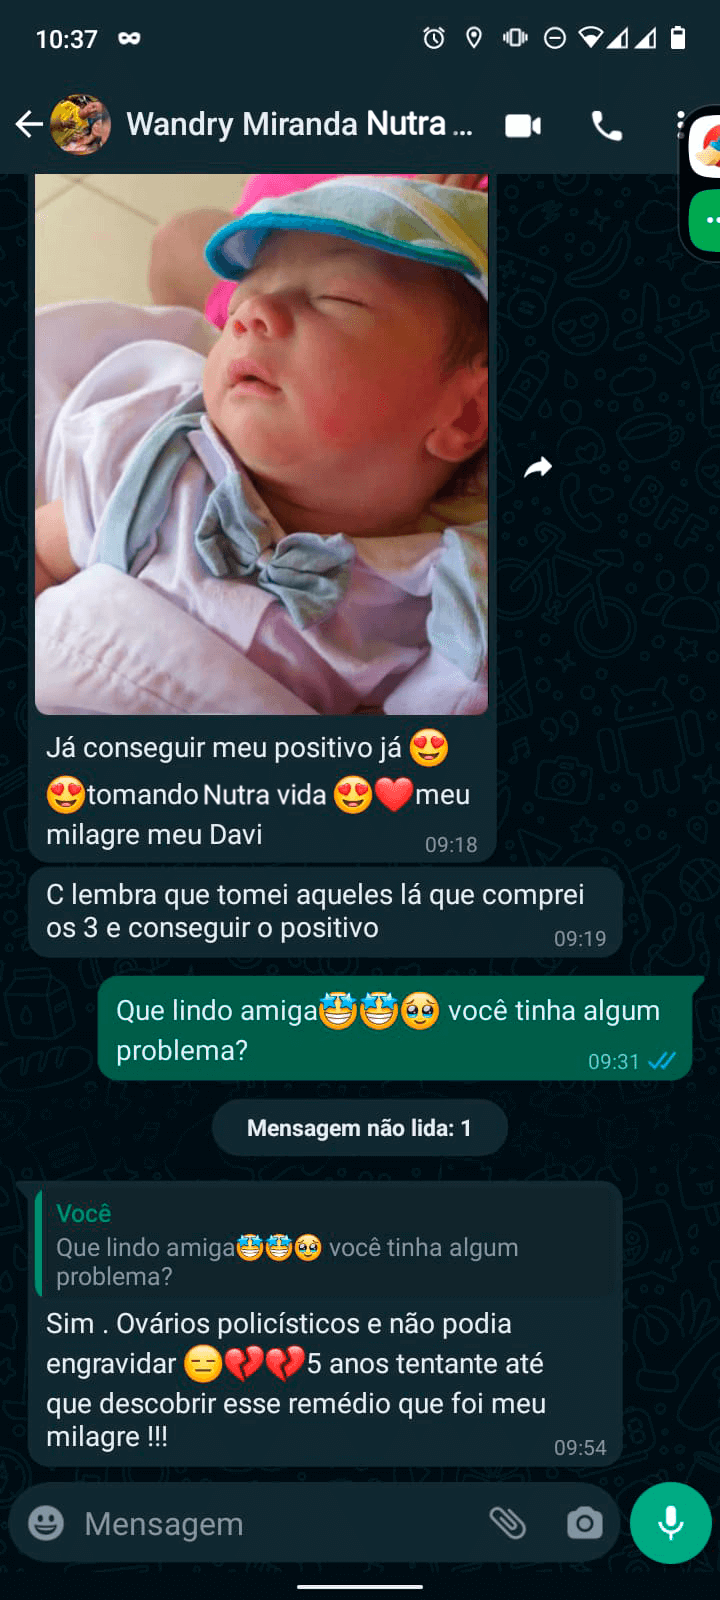 10:37
Wandry Miranda Nutra ...
Já conseguir meu positivo já 😍
😍tomando Nutra vida 😍❤️meu
milagre meu Davi
09:18
C lembra que tomei aqueles lá que comprei
os 3 e conseguir o positivo
09:19
Que lindo amiga🤩🤩🥹 você tinha algum
problema?
09:31
Mensagem não lida: 1
Você
Que lindo amiga🤩🤩🥹 você tinha algum
problema?
Sim . Ovários policísticos e não podia
engravidar 😑💔💔5 anos tentante até
que descobrir esse remédio que foi meu
milagre !!!
09:54
Mensagem